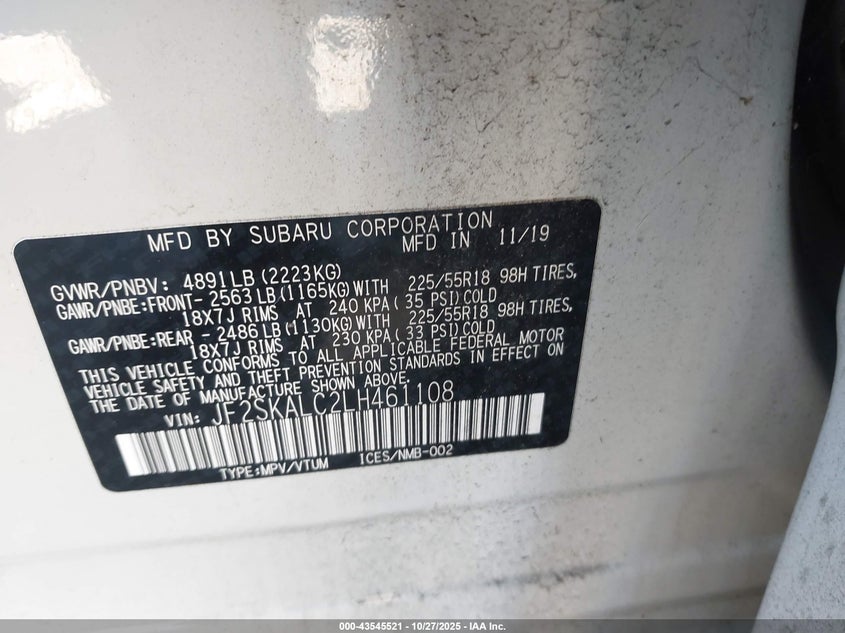 MFD BY SUBARU CORPORATION
MFD IN 11/19
GVWR/PNBV: 4891LB (2223KG)
GAWR/PNBE:FRONT- 2563LB (1165KG) WITH 225/55R18 98H TIRES,
18X7J RIMS AT 240 KPA ( 35 PSI) COLD
GAWR/PNBE:REAR - 2486LB (1130KG) WITH 225/55R18 98H TIRES,
18X7J RIMS AT 230 KPA ( 33 PSI) COLD
THIS VEHICLE CONFORMS TO ALL APPLICABLE FEDERAL MOTOR
VEHICLE SAFETY AND THEFT PREVENTION STANDARDS IN EFFECT ON
THE DATE OF MANUFACTURE SHOWN ABOVE.
VIN: JF2SKALC2LH461108
TYPE:MPV/VTUM ICES/NMB-002
000-43545521 - 10/27/2025 - IAA Inc.